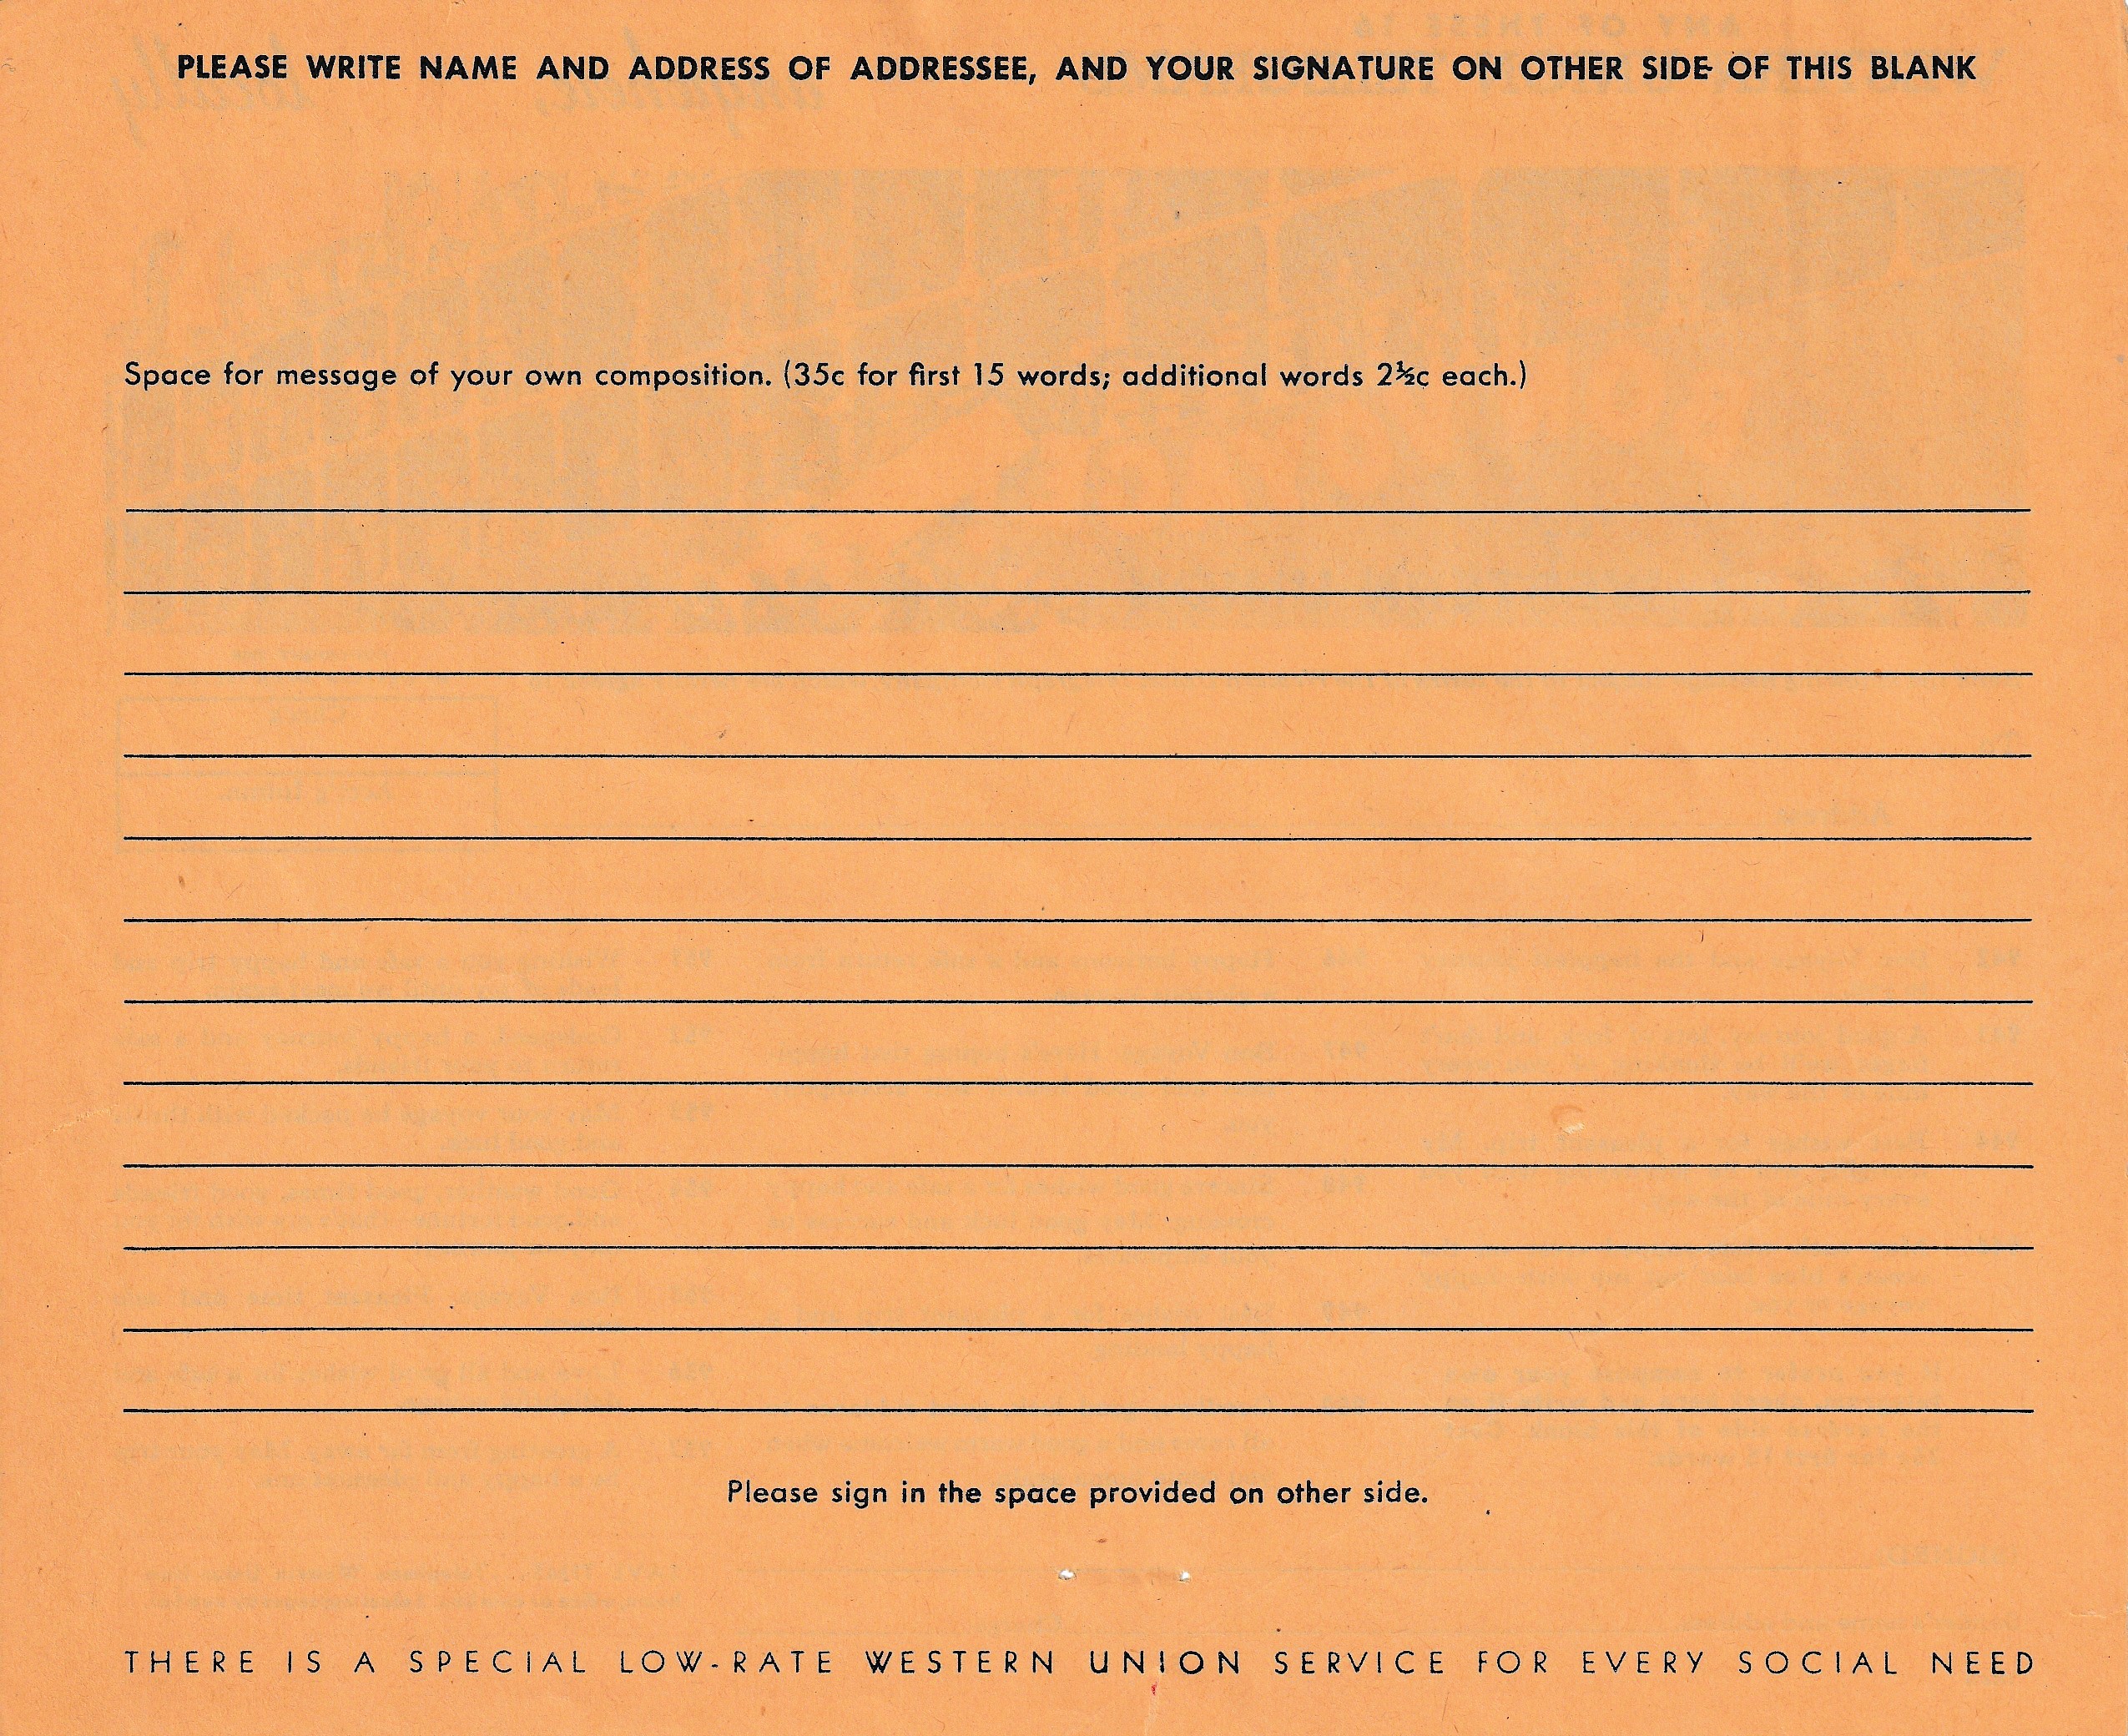 PLEASE WRITE NAME AND ADDRESS OF ADDRESSEE, AND YOUR SIGNATURE ON OTHER SIDE OF THIS BLANK
Space for message of your own composition. (35c for first 15 words; additional words 2½c each.)
Please sign in the space provided on other side.
THERE IS A SPECIAL LOW-RATE WESTERN UNION SERVICE FOR EVERY SOCIAL NEED